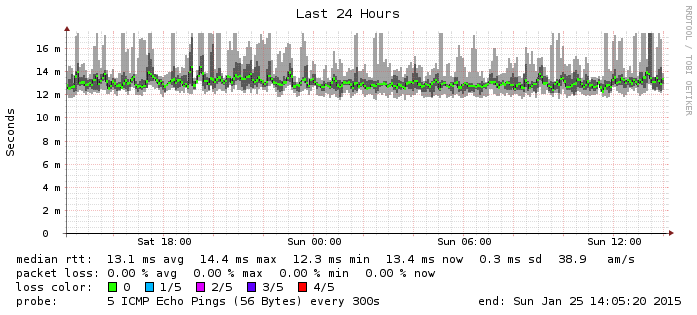 Last 24 Hours
RRDTOOL / TOBI OETIKER
Seconds
16 m
14 m
12 m
10 m
8 m
6 m
4 m
2 m
0
Sat 18:00 Sun 00:00 Sun 06:00 Sun 12:00
median rtt: 13.1 ms avg 14.4 ms max 12.3 ms min 13.4 ms now 0.3 ms sd 38.9 am/s
packet loss: 0.00 % avg 0.00 % max 0.00 % min 0.00 % now
loss color: 0 1/5 2/5 3/5 4/5
probe: 5 ICMP Echo Pings (56 Bytes) every 300s end: Sun Jan 25 14:05:20 2015